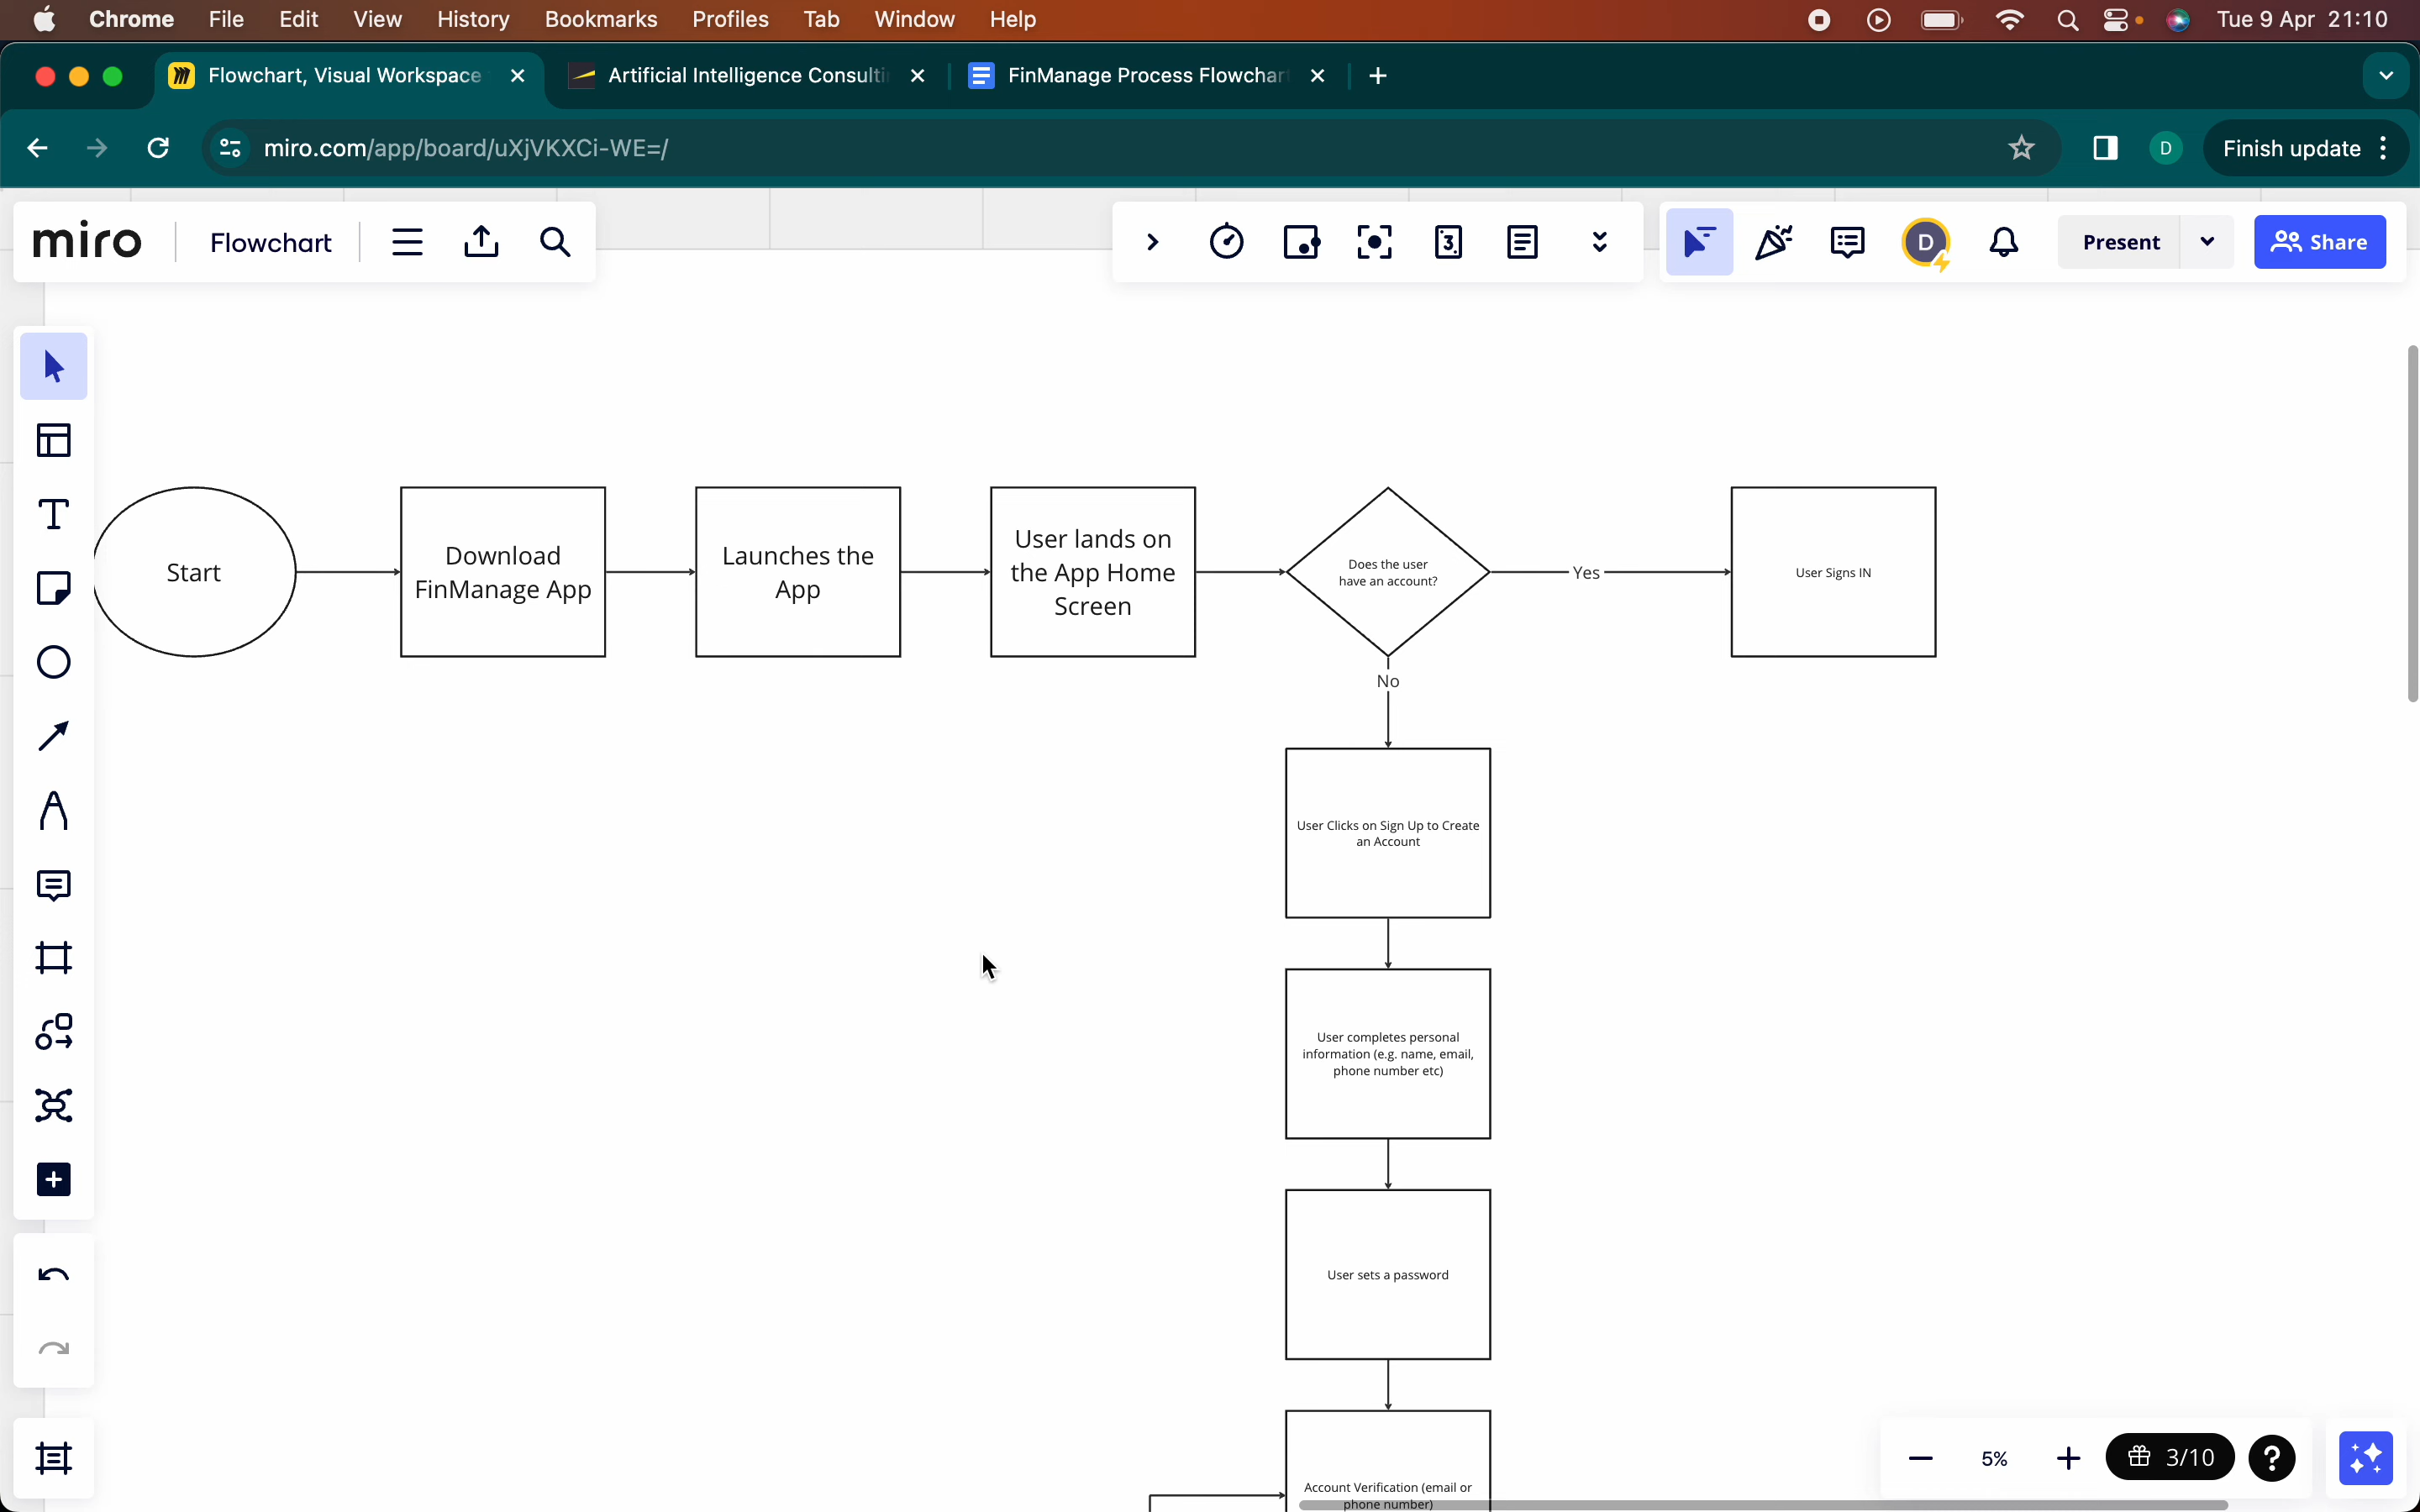 Chrome File Edit View History Bookmarks Profiles Tab Window Help Tue 9 Apr 21:10
Flowchart, Visual Workspace Artificial Intelligence Consulti FinManage Process Flowchar
miro.com/app/board/uXjVKXCi-WE=/ D Finish update
miro Flowchart 3 D Present Share
Start
Download
FinManage App
Launches the
App
User lands on
the App Home
Screen
Does the user
have an account?
Yes
User Signs IN
No
User Clicks on Sign Up to Create
an Account
User completes personal
information (e.g. name, email,
phone number etc)
User sets a password
Account Verification (email or
phone number)
5% 3/10 ?